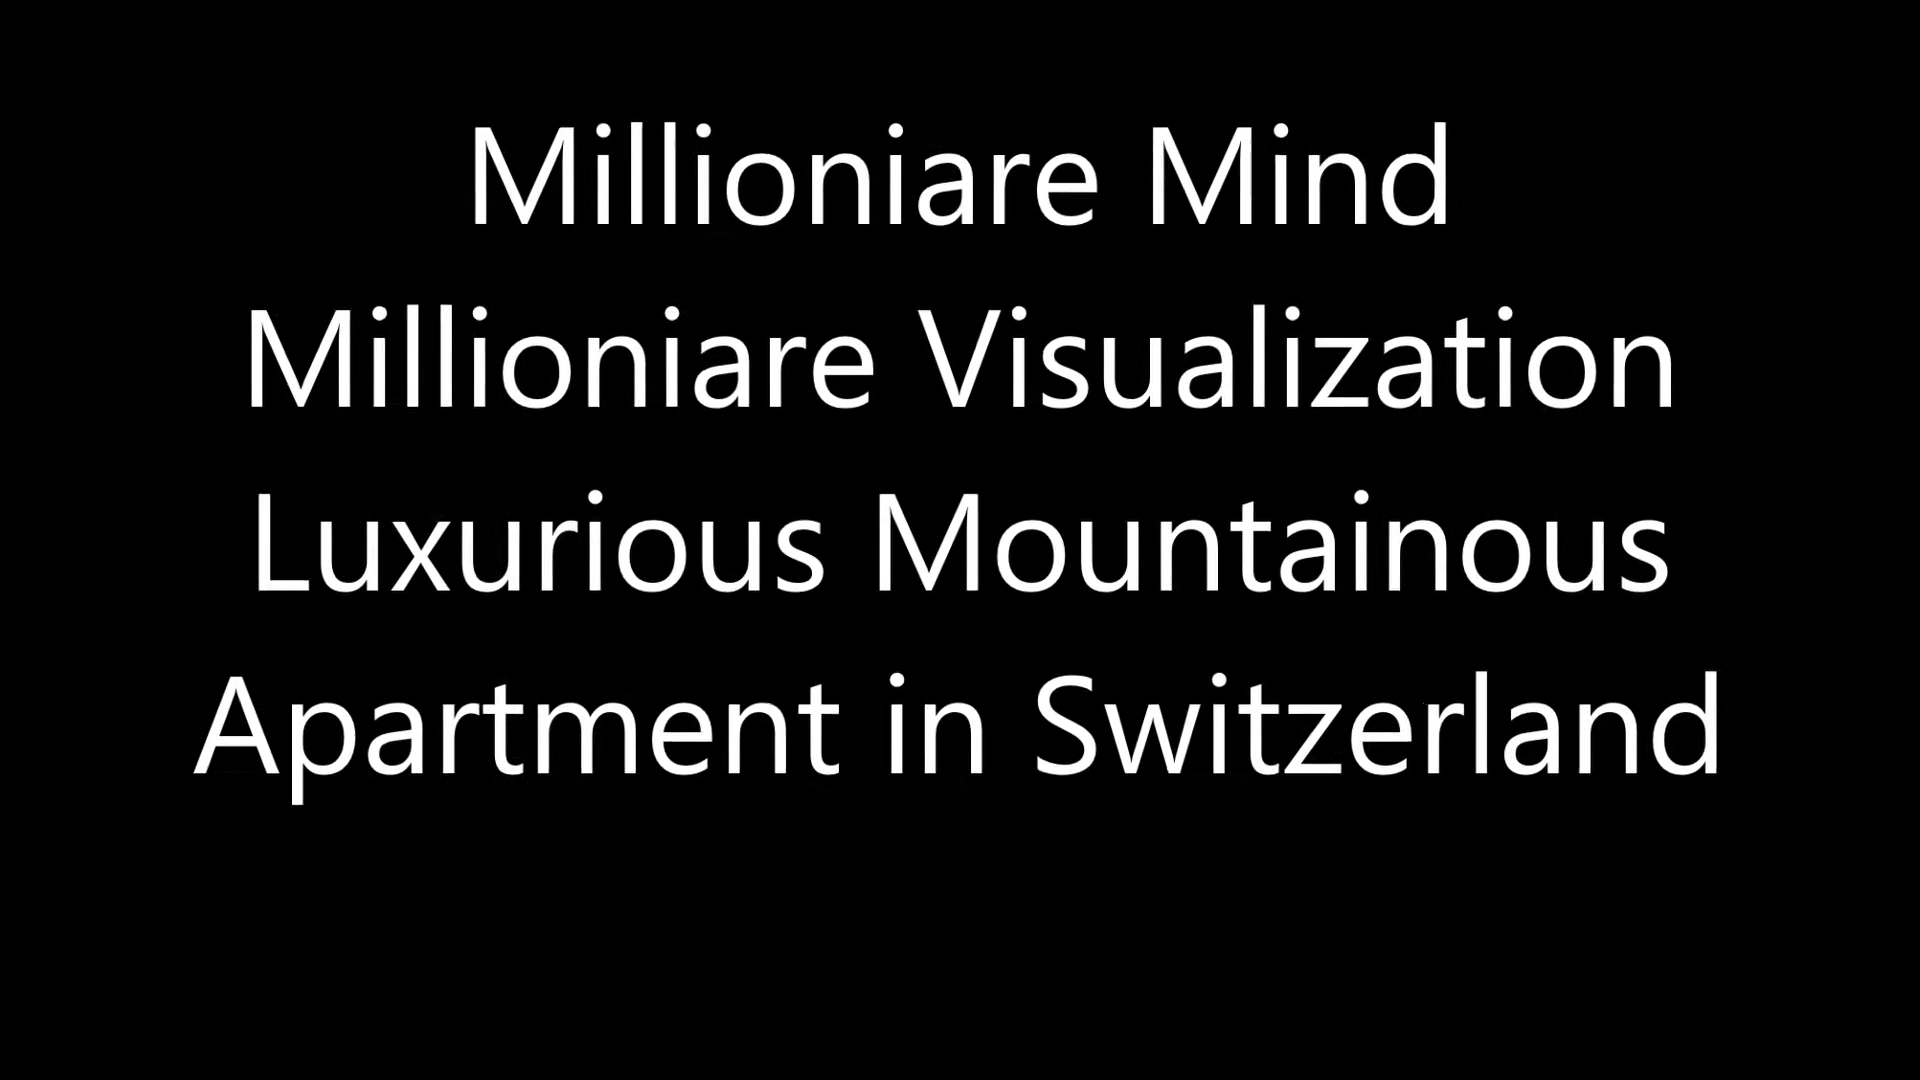 Millioniare Mind
Millioniare Visualization
Luxurious Mountainous
Apartment in Switzerland